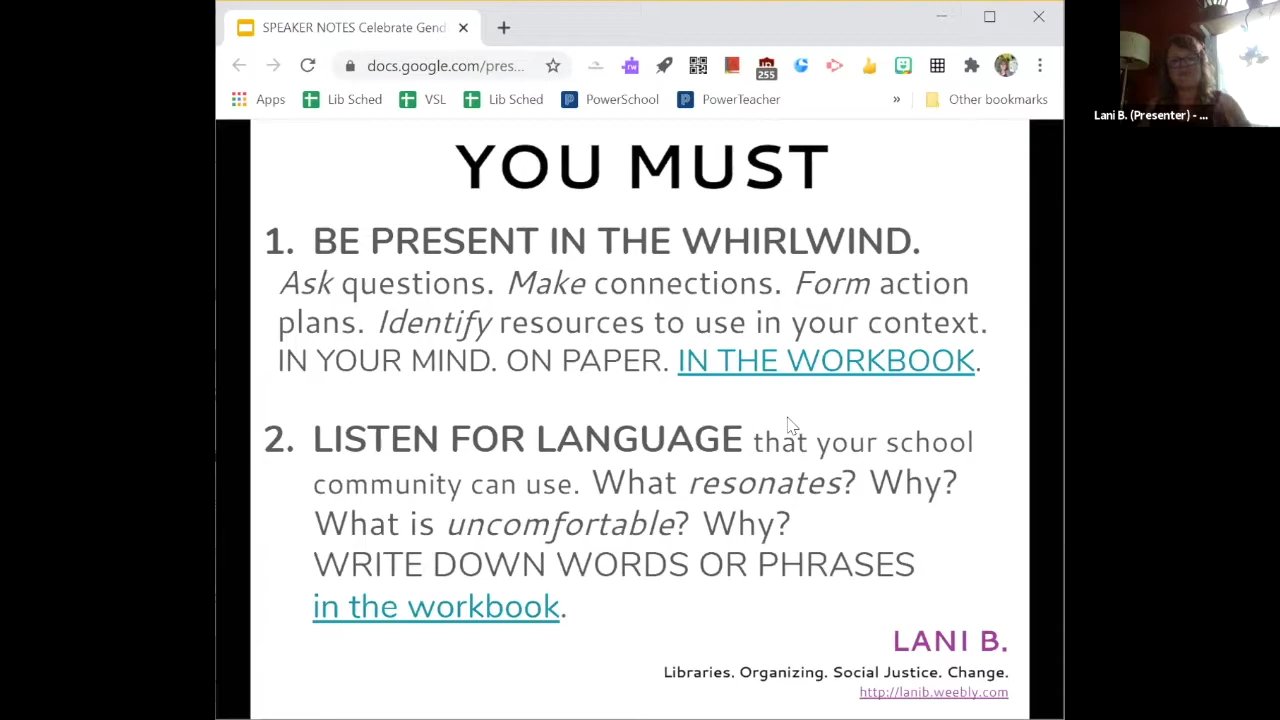 SPEAKER NOTES Celebrate Gend
docs.google.com/pres...
255
Apps Lib Sched VSL Lib Sched PowerSchool PowerTeacher » Other bookmarks
Lani B. (Presenter) - ...
YOU MUST
1. BE PRESENT IN THE WHIRLWIND.
Ask questions. Make connections. Form action
plans. Identify resources to use in your context.
IN YOUR MIND. ON PAPER. IN THE WORKBOOK.
2. LISTEN FOR LANGUAGE that your school
community can use. What resonates? Why?
What is uncomfortable? Why?
WRITE DOWN WORDS OR PHRASES
in the workbook.
LANI B.
Libraries. Organizing. Social Justice. Change.
http://lanib.weebly.com